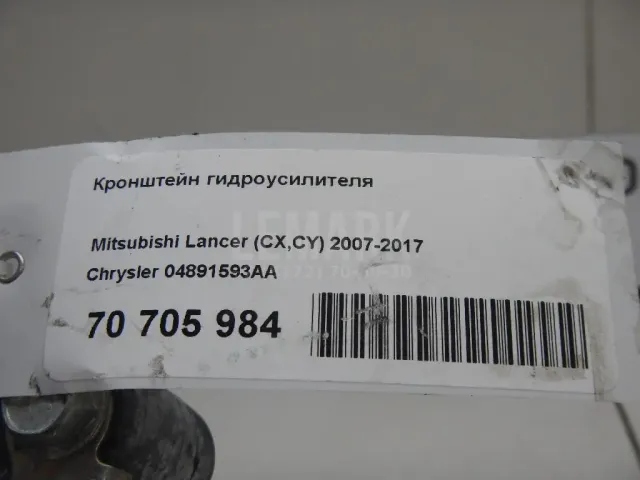 Кронштейн гидроусилителя
LEMARK
Mitsubishi Lancer (CX,CY) 2007-2017
Chrysler 04891593AA
70 705 984